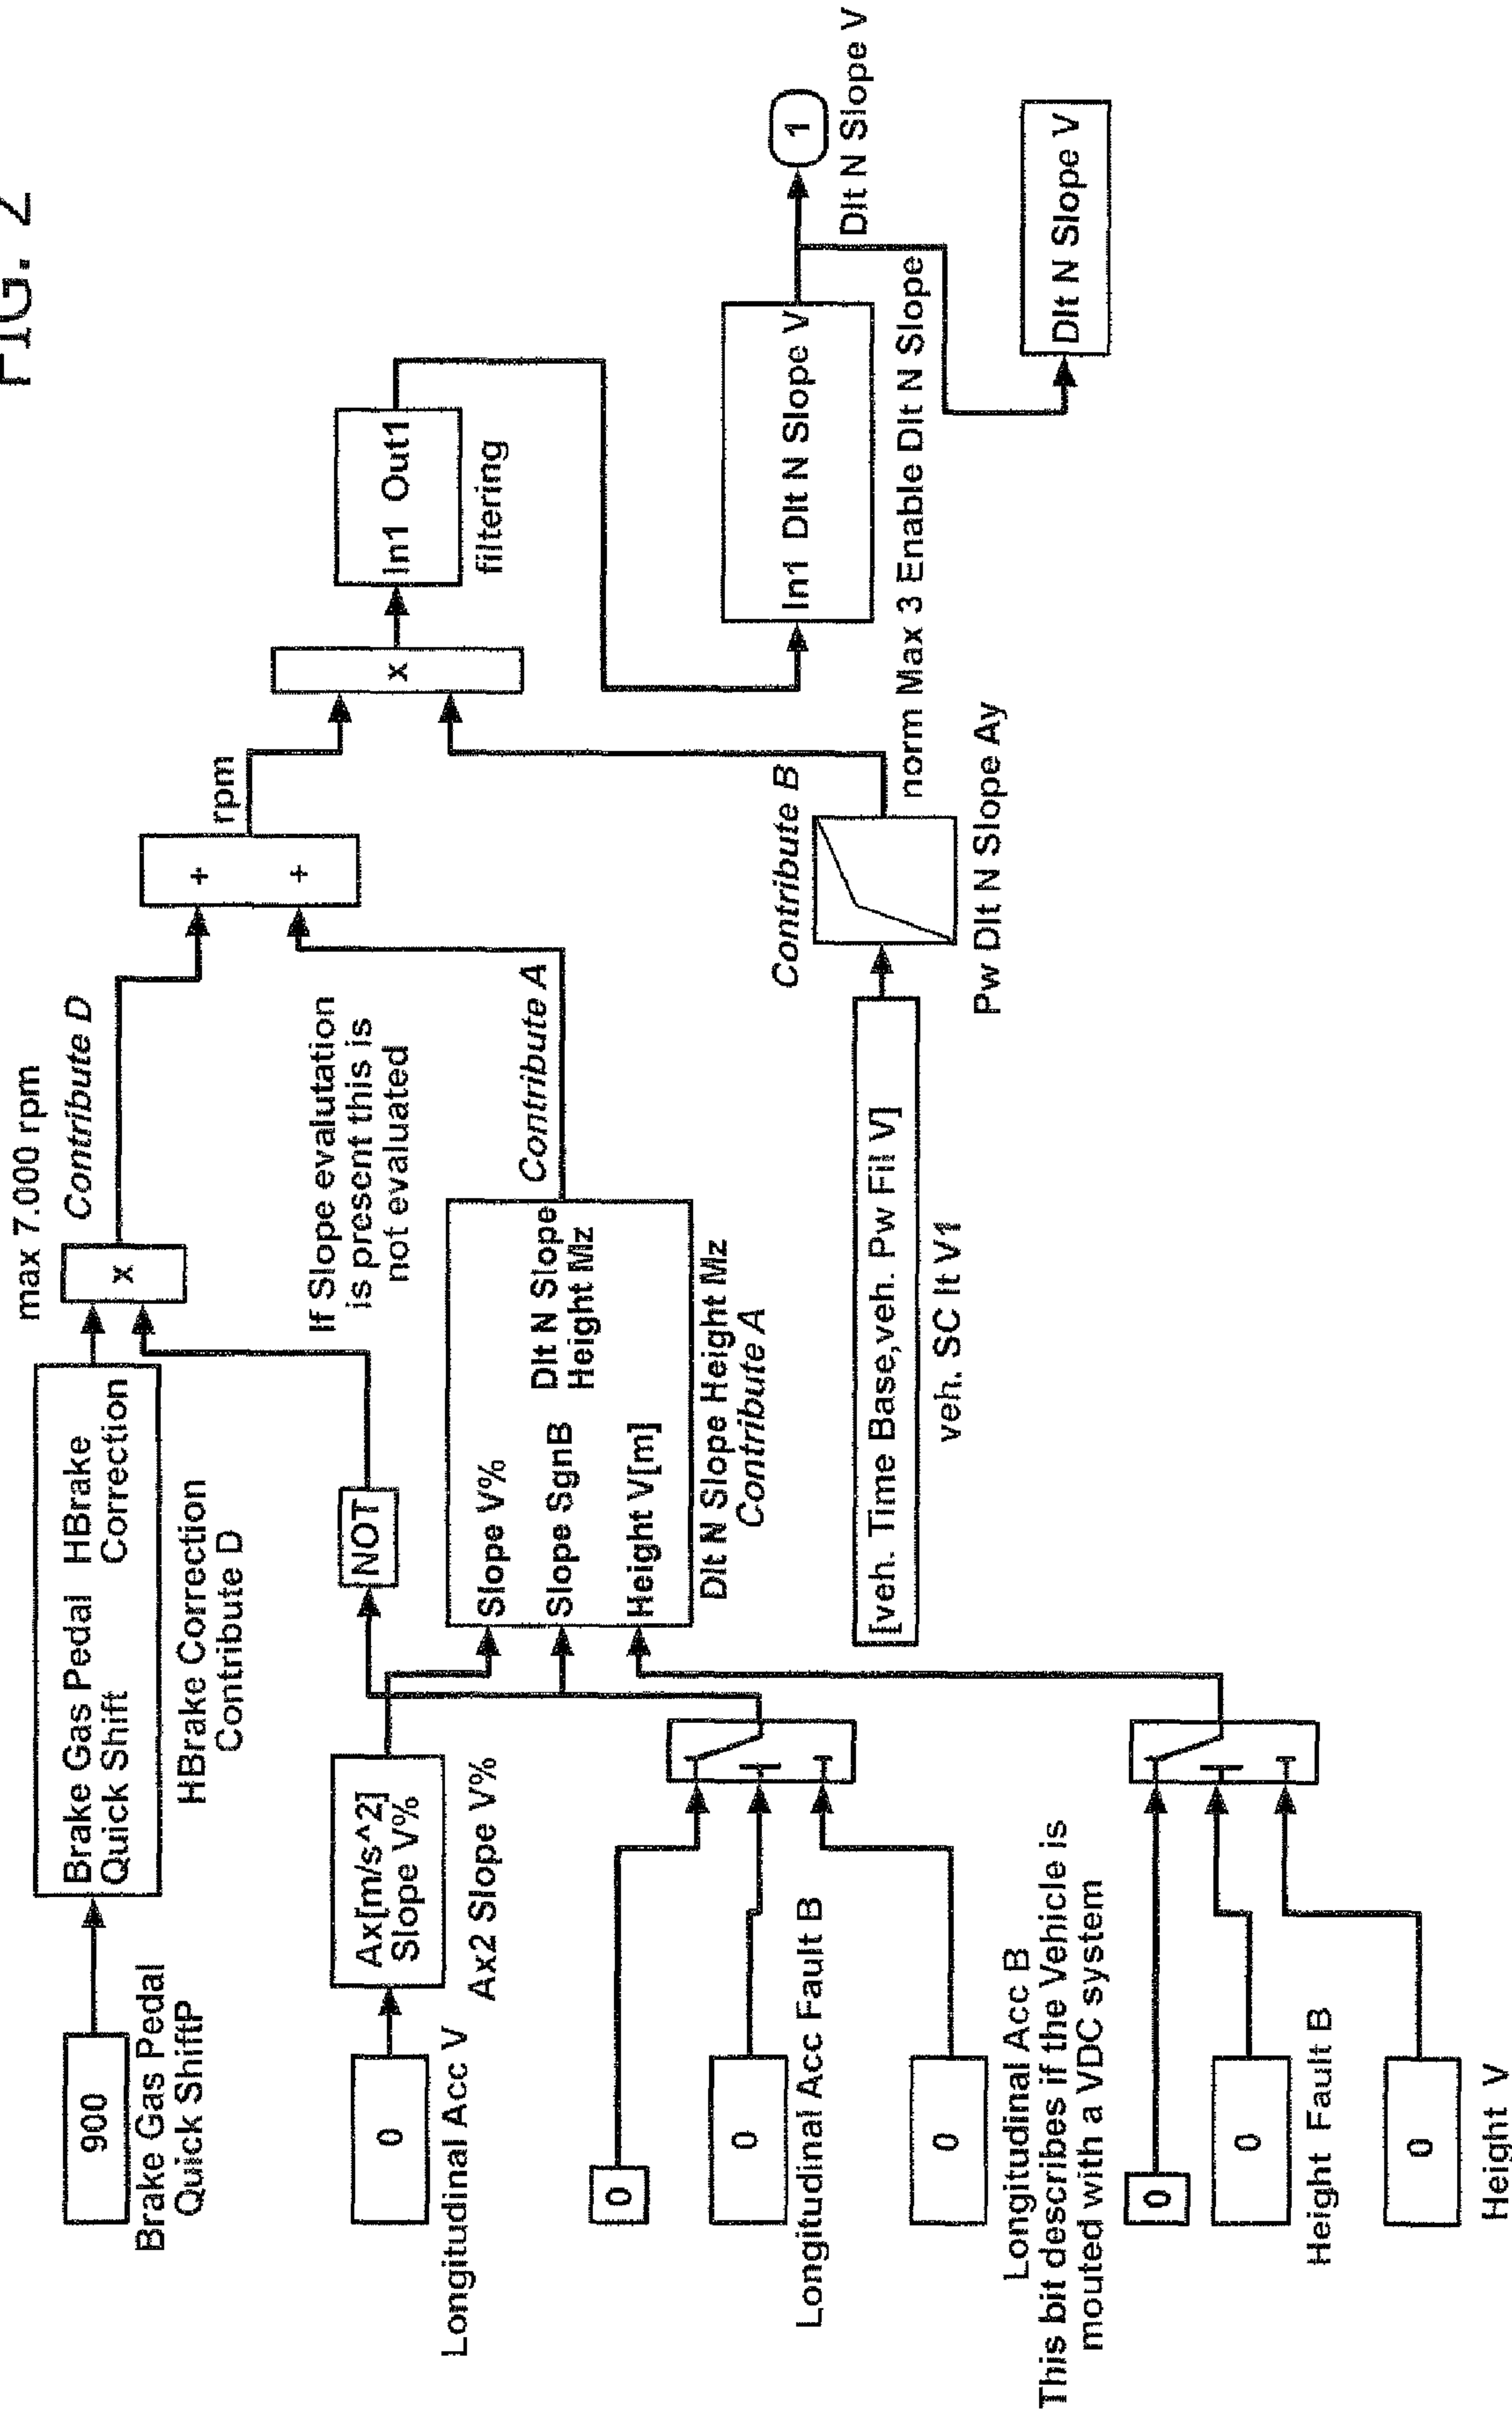 FIG. 2
900
Brake Gas Pedal
Quick ShiftP
Brake Gas Pedal HBrake
Quick Shift Correction
HBrake Correction
Contribute D
max 7.000 rpm
x
Contribute D
0
Longitudinal Acc V
Ax[m/s^2]
Slope V%
Ax2 Slope V%
NOT
If Slope evalutation
is present this is
not evaluated
+
+
rpm
x
In1 Out1
filtering
0
0
Longitudinal Acc Fault B
0
Longitudinal Acc B
This bit describes if the Vehicle is
mouted with a VDC system
Slope V%
Slope SgnB
Height V[m]
Dlt N Slope
Height Mz
Dlt N Slope Height Mz
Contribute A
Contribute A
[veh. Time Base,veh. Pw Fil V]
veh. SC It V1
Contribute B
Pw Dlt N Slope Ay
In1 Dlt N Slope V
norm Max 3 Enable Dlt N Slope
1
Dlt N Slope V
Dlt N Slope V
0
0
Height Fault B
0
Height V